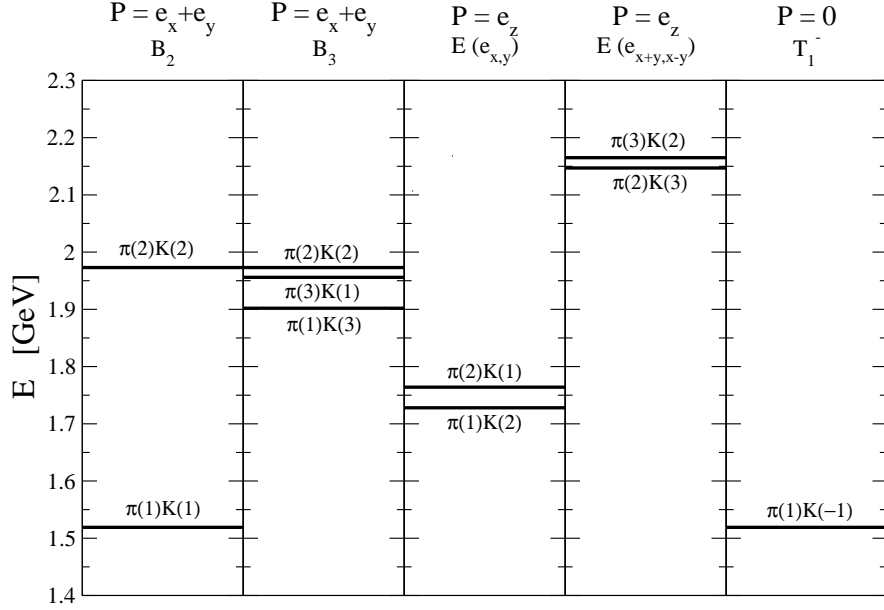 P = e_x+e_y P = e_x+e_y P = e_z P = e_z P = 0
B_2 B_3 E (e_{x,y}) E (e_{x+y,x-y}) T_1^-
2.3
π(3)K(2)
2.2
π(2)K(3)
2.1
π(2)K(2) π(2)K(2)
2
π(3)K(1)
1.9
π(1)K(3)
1.8
π(2)K(1)
1.7
π(1)K(2)
1.6
π(1)K(1) π(1)K(−1)
1.5
1.4
E [GeV]